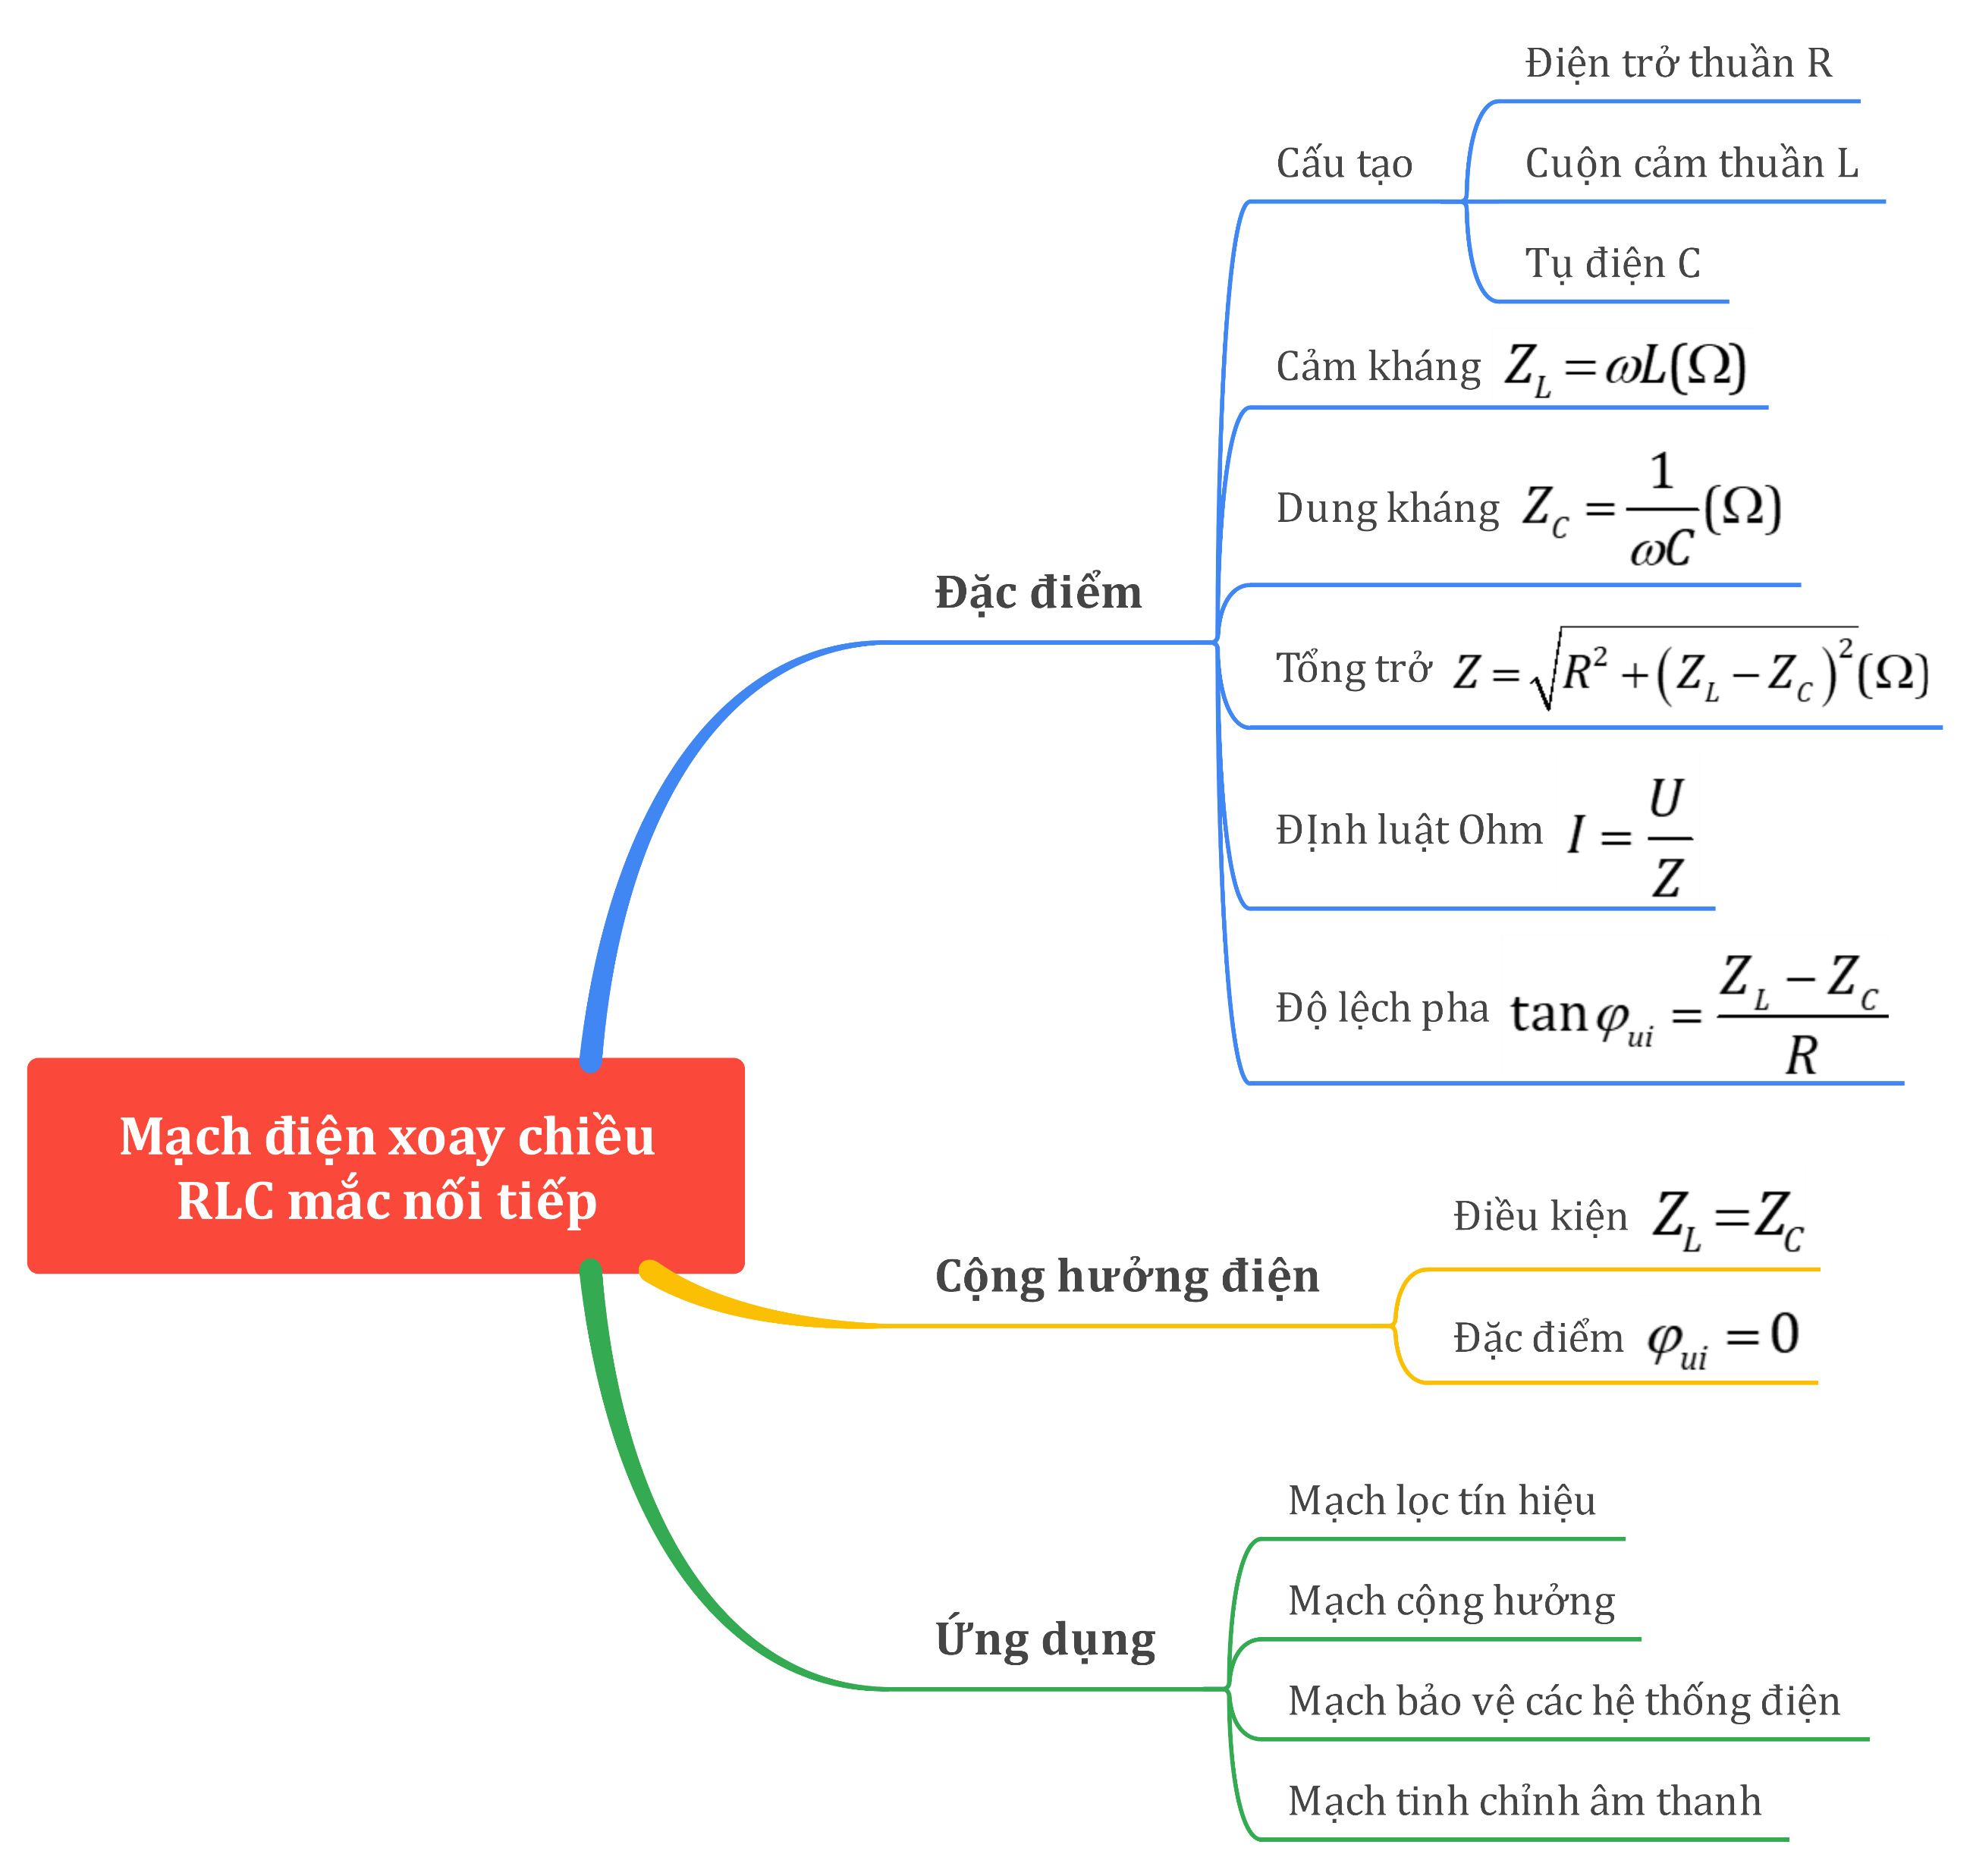 Điện trở thuần R
Cấu tạo
Cuộn cảm thuần L
Tụ điện C
Cảm kháng Z_L = ωL(Ω)
Dung kháng Z_C = 1/ωC (Ω)
Đặc điểm
Tổng trở Z = √(R² + (Z_L − Z_C)²) (Ω)
ĐỊnh luật Ohm I = U/Z
Độ lệch pha tan φ_ui = (Z_L − Z_C)/R
Mạch điện xoay chiều
RLC mắc nối tiếp
Cộng hưởng điện
Điều kiện Z_L = Z_C
Đặc điểm φ_ui = 0
Ứng dụng
Mạch lọc tín hiệu
Mạch cộng hưởng
Mạch bảo vệ các hệ thống điện
Mạch tinh chỉnh âm thanh